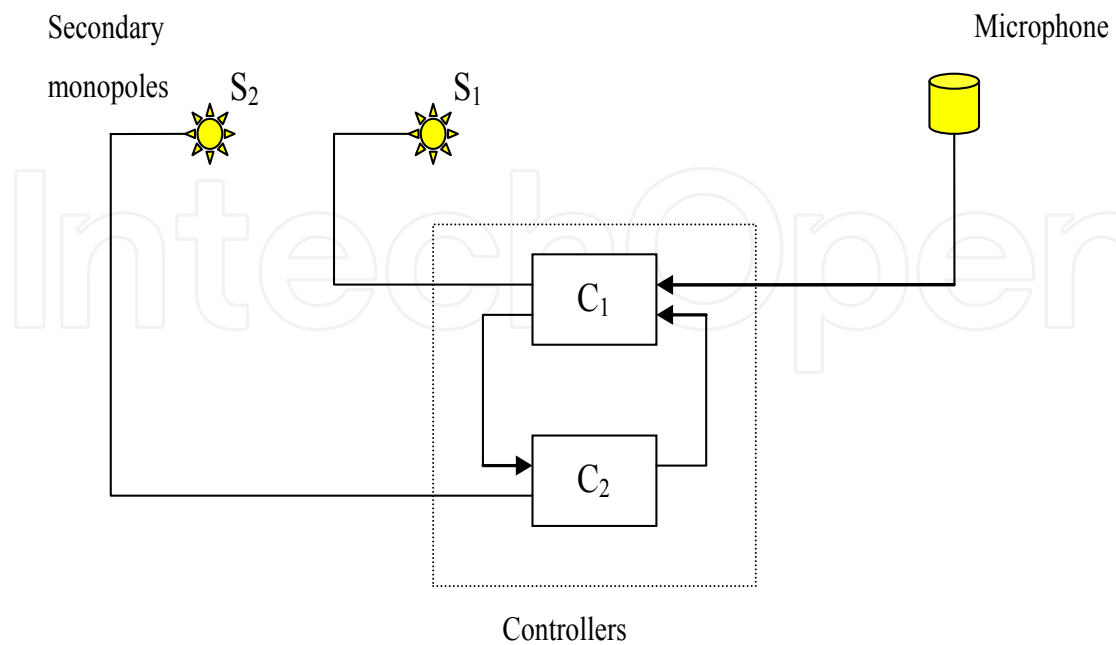 Secondary
monopoles
S₂
S₁
Microphone
IntechOpen
C₁
C₂
Controllers